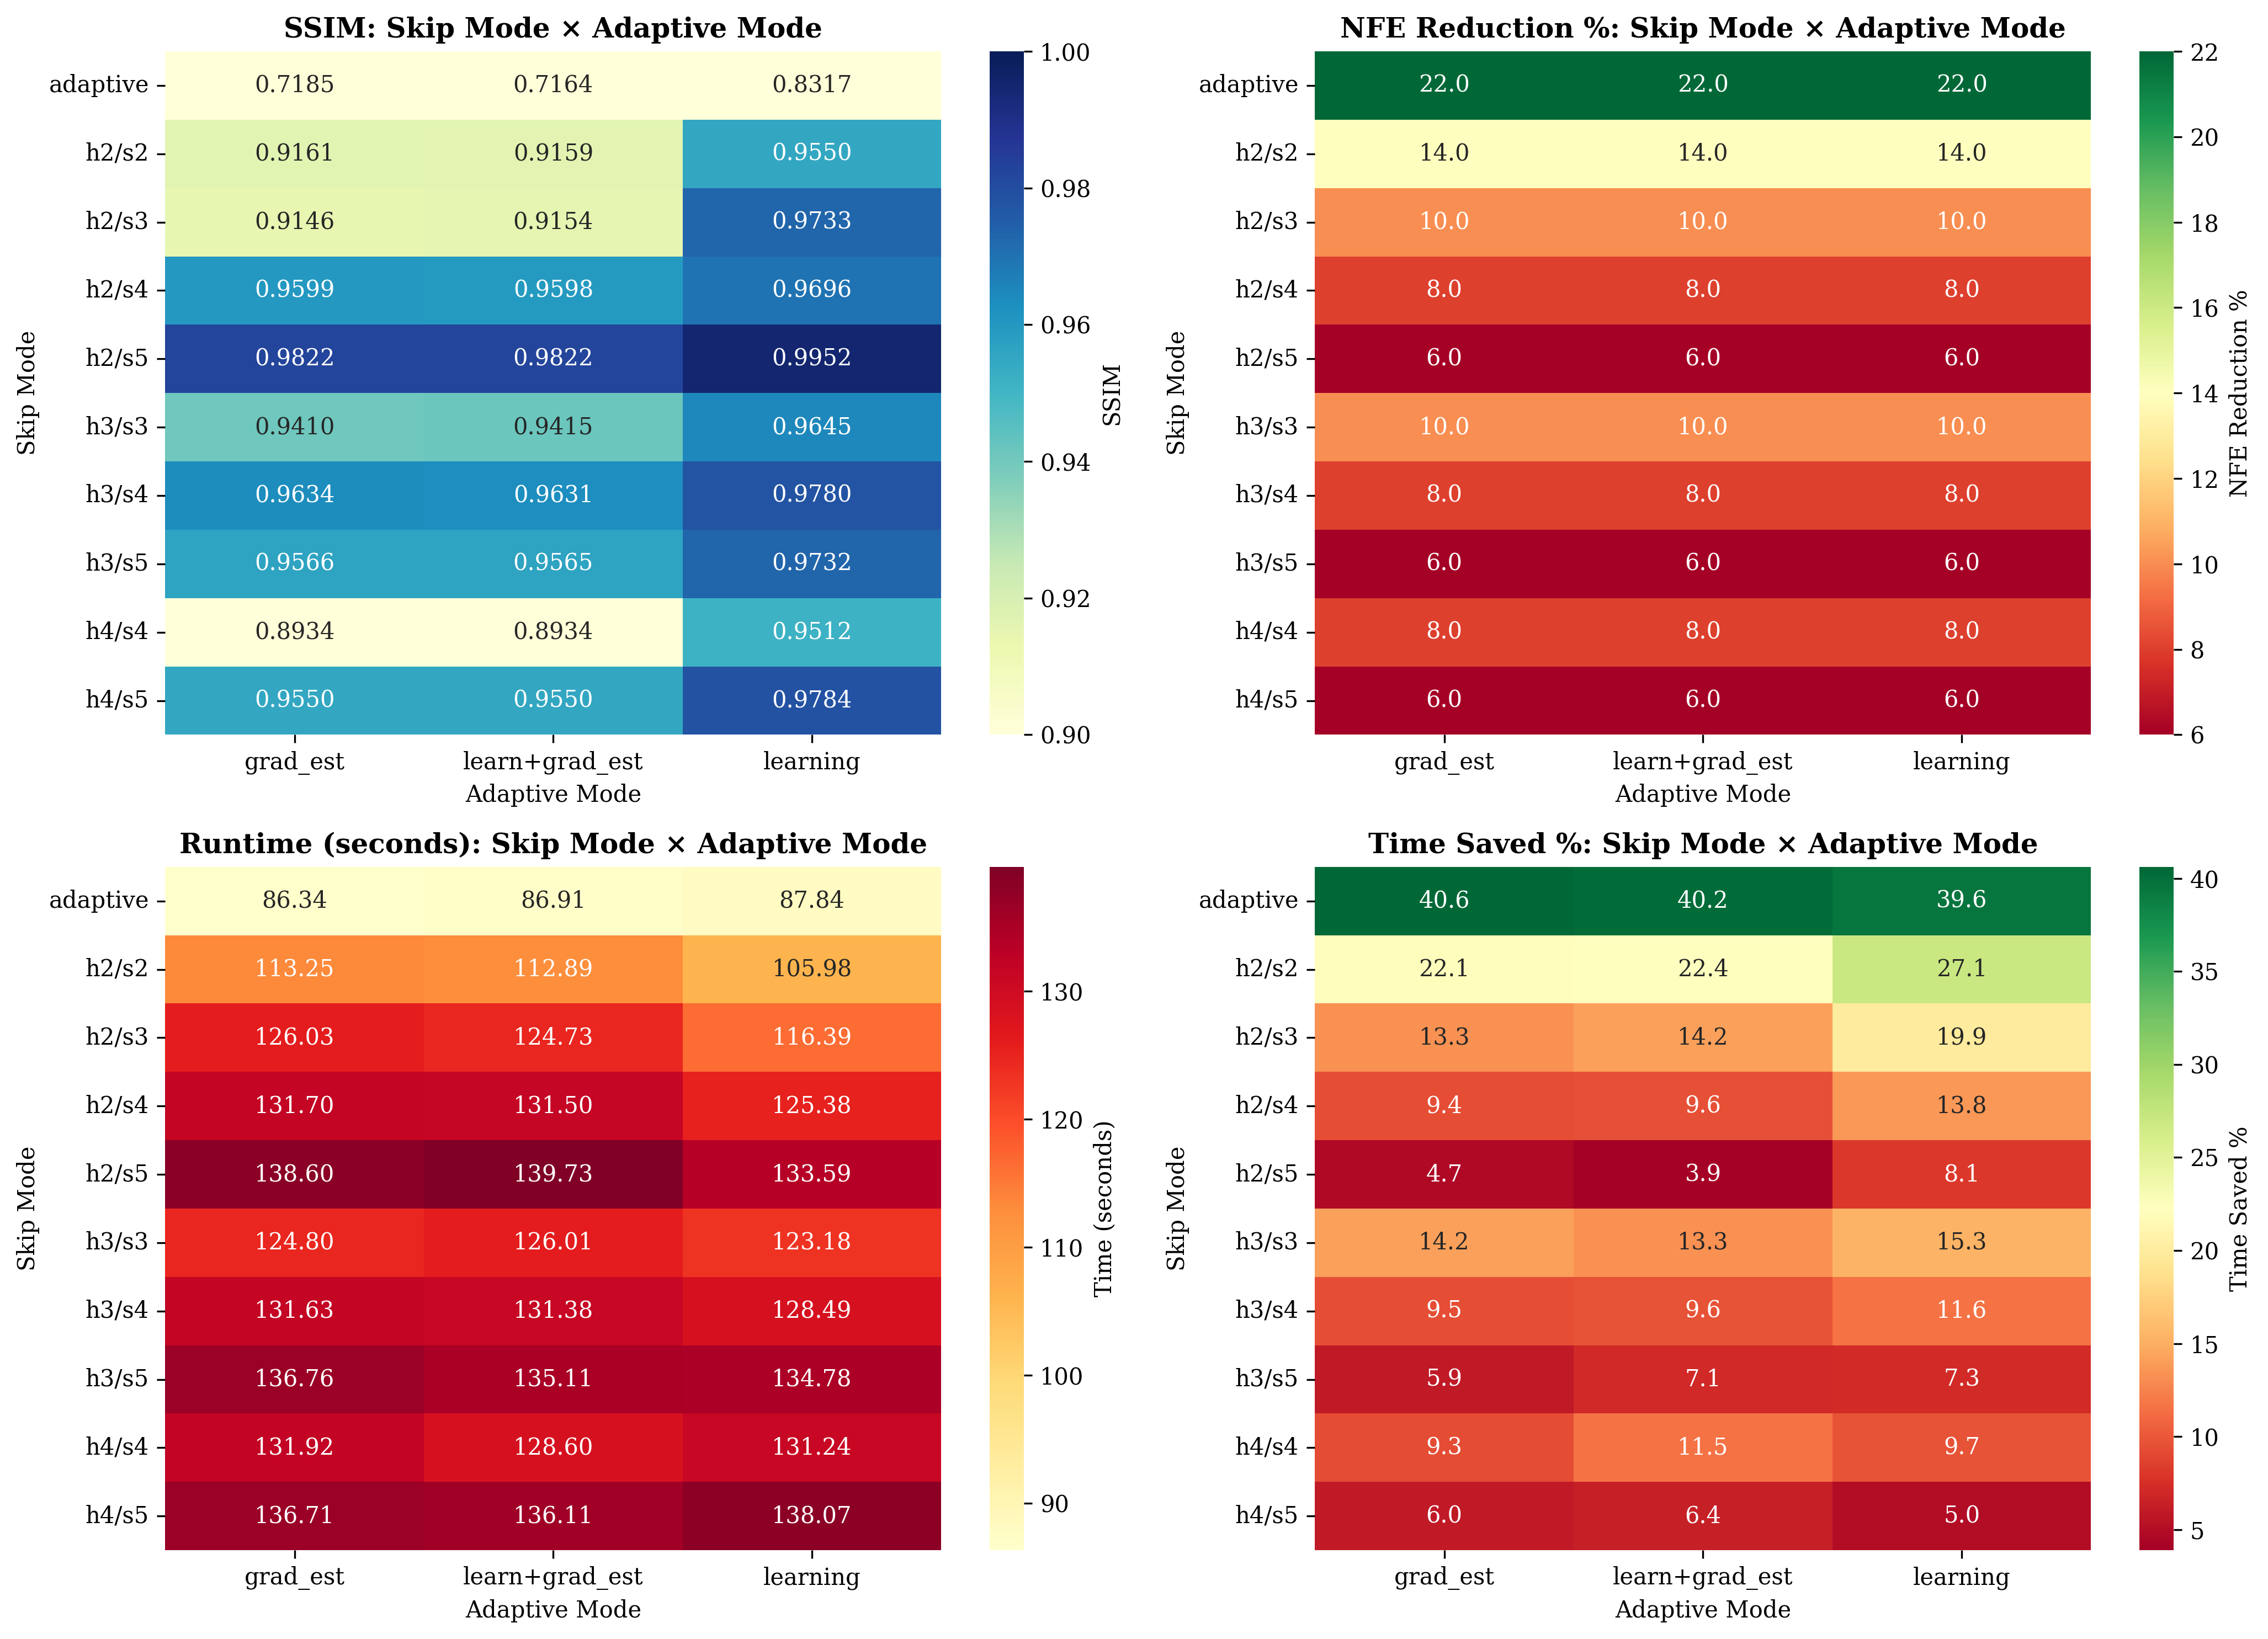 SSIM: Skip Mode × Adaptive Mode
Skip Mode
adaptive 0.7185 0.7164 0.8317
h2/s2 0.9161 0.9159 0.9550
h2/s3 0.9146 0.9154 0.9733
h2/s4 0.9599 0.9598 0.9696
h2/s5 0.9822 0.9822 0.9952
h3/s3 0.9410 0.9415 0.9645
h3/s4 0.9634 0.9631 0.9780
h3/s5 0.9566 0.9565 0.9732
h4/s4 0.8934 0.8934 0.9512
h4/s5 0.9550 0.9550 0.9784
grad_est learn+grad_est learning
Adaptive Mode
1.00
0.98
0.96
0.94
0.92
0.90
SSIM
NFE Reduction %: Skip Mode × Adaptive Mode
Skip Mode
adaptive 22.0 22.0 22.0
h2/s2 14.0 14.0 14.0
h2/s3 10.0 10.0 10.0
h2/s4 8.0 8.0 8.0
h2/s5 6.0 6.0 6.0
h3/s3 10.0 10.0 10.0
h3/s4 8.0 8.0 8.0
h3/s5 6.0 6.0 6.0
h4/s4 8.0 8.0 8.0
h4/s5 6.0 6.0 6.0
grad_est learn+grad_est learning
Adaptive Mode
22
20
18
16
14
12
10
8
6
NFE Reduction %
Runtime (seconds): Skip Mode × Adaptive Mode
Skip Mode
adaptive 86.34 86.91 87.84
h2/s2 113.25 112.89 105.98
h2/s3 126.03 124.73 116.39
h2/s4 131.70 131.50 125.38
h2/s5 138.60 139.73 133.59
h3/s3 124.80 126.01 123.18
h3/s4 131.63 131.38 128.49
h3/s5 136.76 135.11 134.78
h4/s4 131.92 128.60 131.24
h4/s5 136.71 136.11 138.07
grad_est learn+grad_est learning
Adaptive Mode
130
120
110
100
90
Time (seconds)
Time Saved %: Skip Mode × Adaptive Mode
Skip Mode
adaptive 40.6 40.2 39.6
h2/s2 22.1 22.4 27.1
h2/s3 13.3 14.2 19.9
h2/s4 9.4 9.6 13.8
h2/s5 4.7 3.9 8.1
h3/s3 14.2 13.3 15.3
h3/s4 9.5 9.6 11.6
h3/s5 5.9 7.1 7.3
h4/s4 9.3 11.5 9.7
h4/s5 6.0 6.4 5.0
grad_est learn+grad_est learning
Adaptive Mode
40
35
30
25
20
15
10
5
Time Saved %